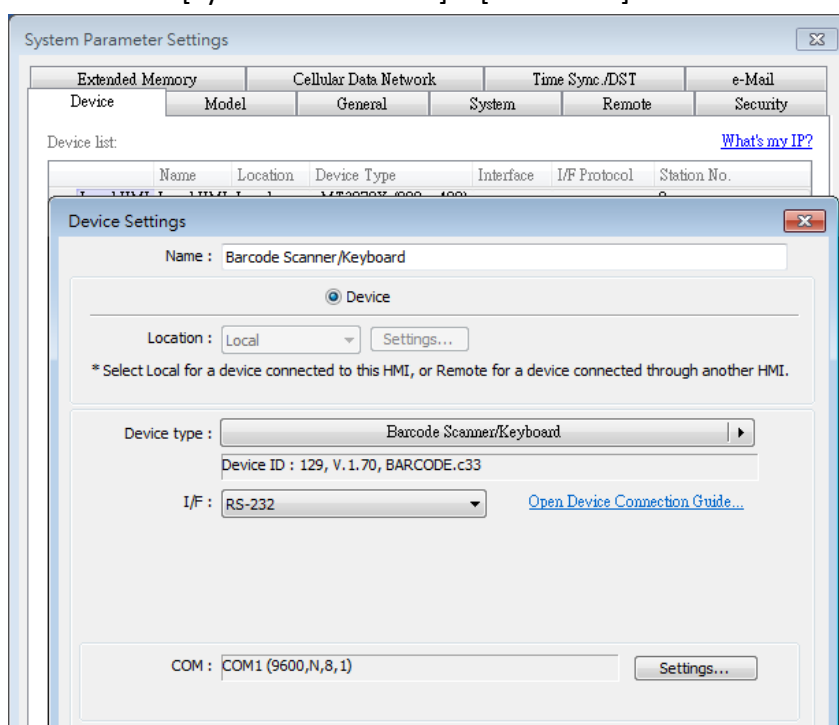 System Parameter Settings
Extended Memory Cellular Data Network Time Sync./DST e-Mail
Device Model General System Remote Security
Device list: What's my IP?
Name Location Device Type Interface I/F Protocol Station No.
Device Settings
Name : Barcode Scanner/Keyboard
Device
Location : Local Settings...
* Select Local for a device connected to this HMI, or Remote for a device connected through another HMI.
Device type : Barcode Scanner/Keyboard
Device ID : 129, V.1.70, BARCODE.c33
I/F : RS-232 Open Device Connection Guide...
COM : COM1 (9600,N,8,1) Settings...